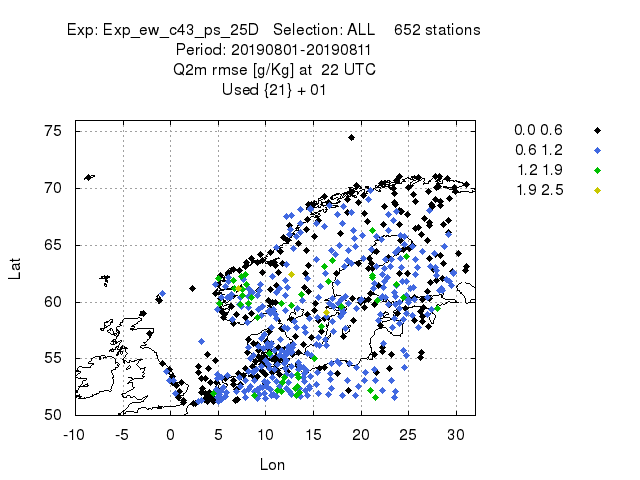 Exp: Exp_ew_c43_ps_25D   Selection: ALL    652 stations
Period: 20190801-20190811
Q2m rmse [g/Kg] at  22 UTC
Used {21} + 01
0.0 0.6
0.6 1.2
1.2 1.9
1.9 2.5
75
70
65
60
55
50
Lat
-10 -5 0 5 10 15 20 25 30
Lon